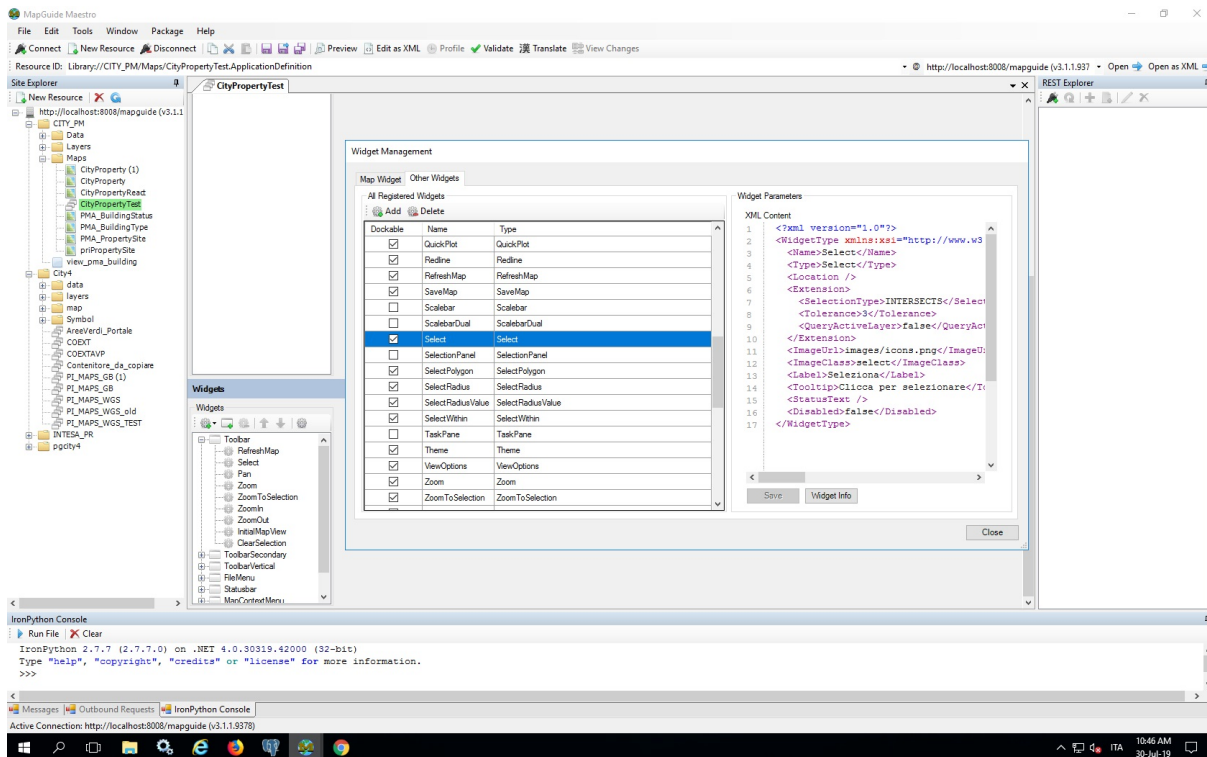 MapGuide Maestro
File Edit Tools Window Package Help
Connect New Resource Disconnect Preview Edit as XML Profile Validate 漢 Translate View Changes
Resource ID: Library://CITY_PM/Maps/CityPropertyTest.ApplicationDefinition
@ http://localhost:8008/mapguide (v3.1.1.937 Open Open as XML
Site Explorer
New Resource
http://localhost:8008/mapguide (v3.1.1
CITY_PM
Data
Layers
Maps
CityProperty (1)
CityProperty
CityPropertyReact
CityPropertyTest
PMA_BuildingStatus
PMA_BuildingType
PMA_PropertySite
priPropertySite
view_pma_building
City4
data
layers
map
Symbol
AreeVerdi_Portale
COEXT
COEXTAVP
Contenitore_da_copiare
PI_MAPS_GB (1)
PI_MAPS_GB
PI_MAPS_WGS
PI_MAPS_WGS_old
PI_MAPS_WGS_TEST
INTESA_PR
pgcity4
CityPropertyTest
Widgets
Widgets
Toolbar
RefreshMap
Select
Pan
Zoom
ZoomToSelection
ZoomIn
ZoomOut
InitialMapView
ClearSelection
ToolbarSecondary
ToolbarVertical
FileMenu
Statusbar
MapContextMenu
Widget Management
Map Widget Other Widgets
All Registered Widgets
Add Delete
Dockable Name Type
QuickPlot QuickPlot
Redline Redline
RefreshMap RefreshMap
SaveMap SaveMap
Scalebar Scalebar
ScalebarDual ScalebarDual
Select Select
SelectionPanel SelectionPanel
SelectPolygon SelectPolygon
SelectRadius SelectRadius
SelectRadiusValue SelectRadiusValue
SelectWithin SelectWithin
TaskPane TaskPane
Theme Theme
ViewOptions ViewOptions
Zoom Zoom
ZoomToSelection ZoomToSelection
Widget Parameters
XML Content
1 <?xml version="1.0"?>
2 <WidgetType xmlns:xsi="http://www.w3
3 <Name>Select</Name>
4 <Type>Select</Type>
5 <Location />
6 <Extension>
7 <SelectionType>INTERSECTS</Select
8 <Tolerance>3</Tolerance>
9 <QueryActiveLayer>false</QueryAct
10 </Extension>
11 <ImageUrl>images/icons.png</ImageU
12 <ImageClass>select</ImageClass>
13 <Label>Seleziona</Label>
14 <Tooltip>Clicca per selezionare</To
15 <StatusText />
16 <Disabled>false</Disabled>
17 </WidgetType>
Save Widget Info
Close
REST Explorer
IronPython Console
Run File Clear
IronPython 2.7.7 (2.7.7.0) on .NET 4.0.30319.42000 (32-bit)
Type "help", "copyright", "credits" or "license" for more information.
>>>
Messages Outbound Requests IronPython Console
Active Connection: http://localhost:8008/mapguide (v3.1.1.9378)
ITA
10:46 AM
30-Jul-19